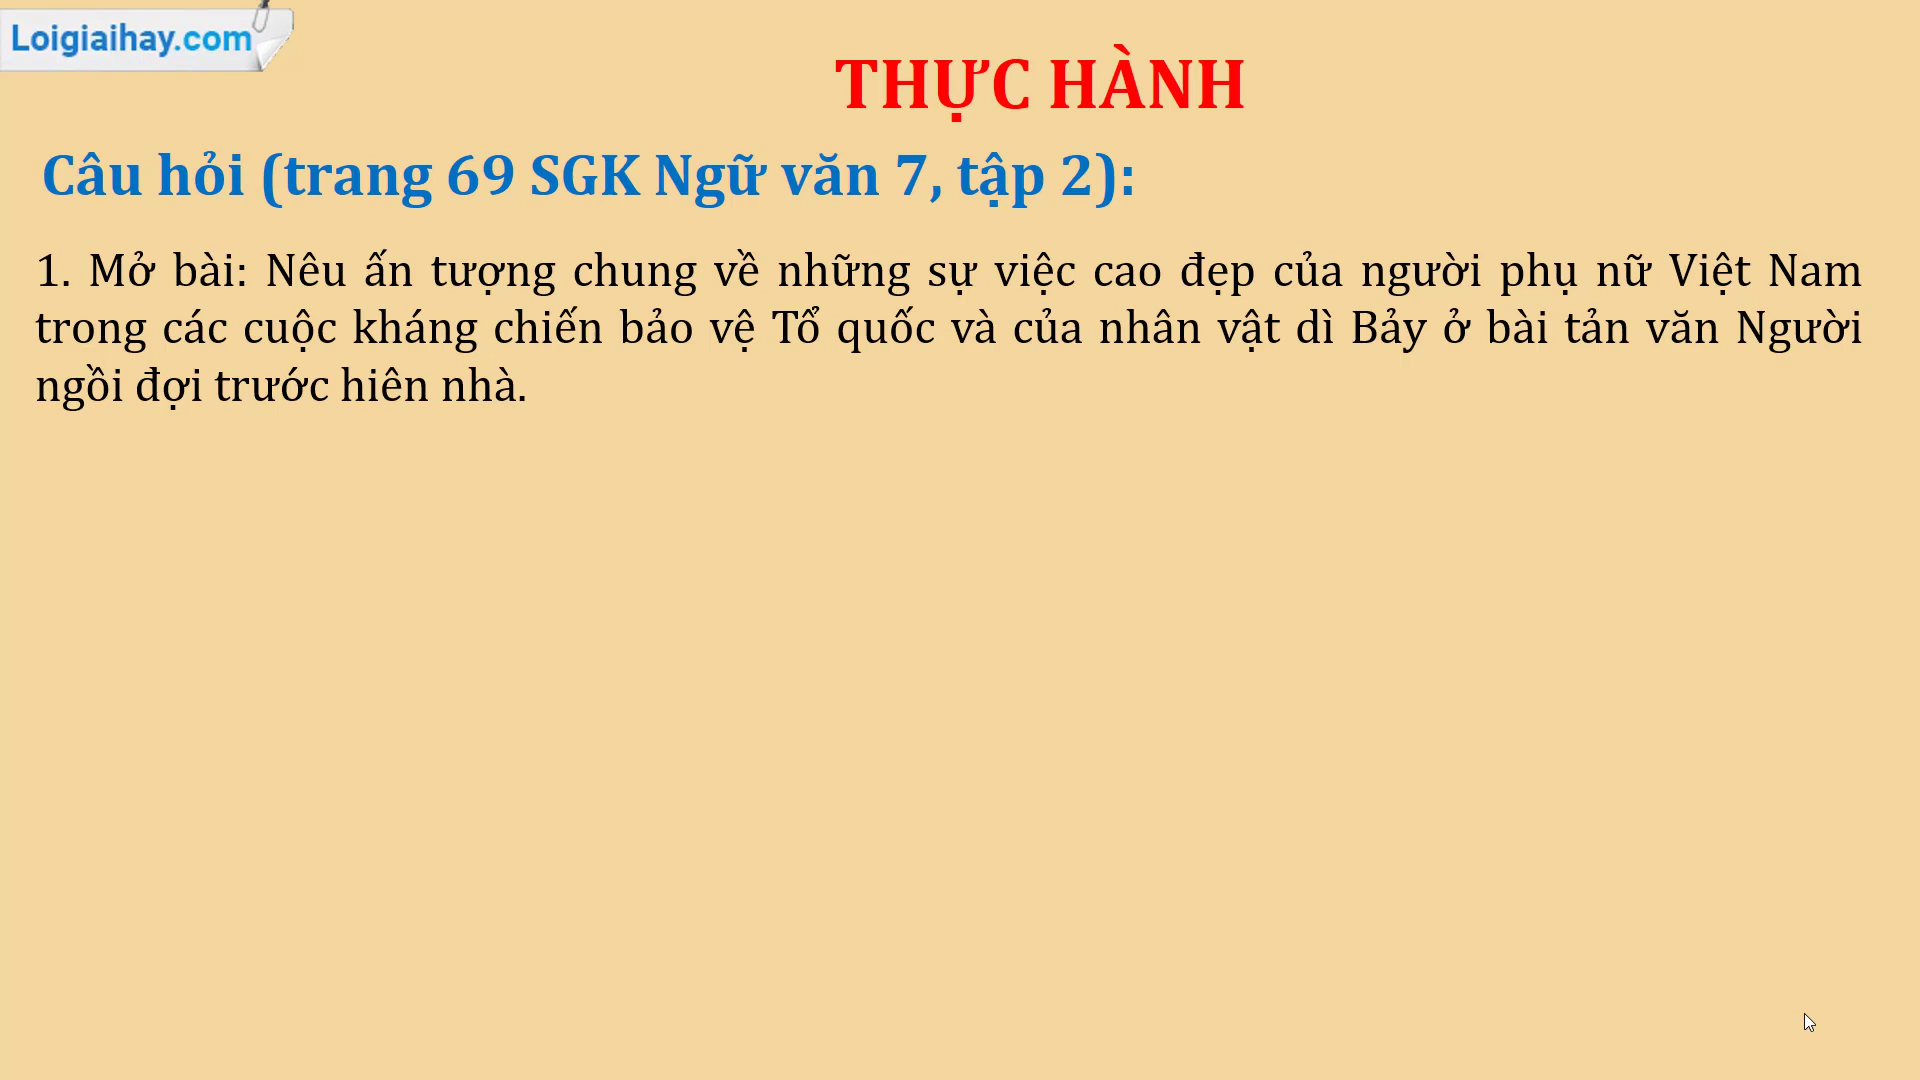 Loigiaihay.com
THỰC HÀNH
Câu hỏi (trang 69 SGK Ngữ văn 7, tập 2):
1. Mở bài: Nêu ấn tượng chung về những sự việc cao đẹp của người phụ nữ Việt Nam
trong các cuộc kháng chiến bảo vệ Tổ quốc và của nhân vật dì Bảy ở bài tản văn Người
ngồi đợi trước hiên nhà.